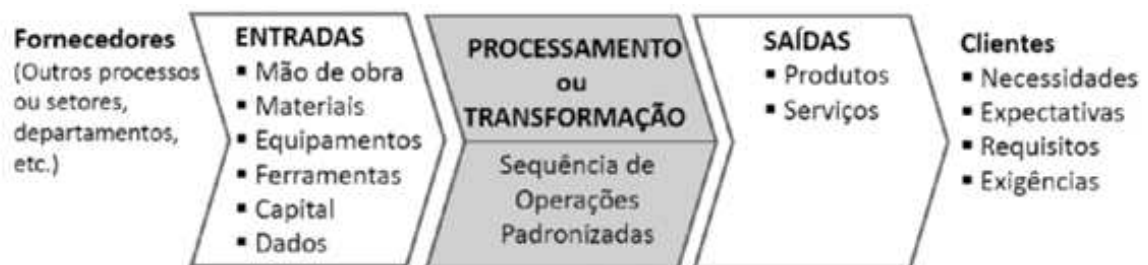 Fornecedores
(Outros processos
ou setores,
departamentos,
etc.)
ENTRADAS
▪ Mão de obra
▪ Materiais
▪ Equipamentos
▪ Ferramentas
▪ Capital
▪ Dados
PROCESSAMENTO
ou
TRANSFORMAÇÃO
Sequência de
Operações
Padronizadas
SAÍDAS
▪ Produtos
▪ Serviços
Clientes
▪ Necessidades
▪ Expectativas
▪ Requisitos
▪ Exigências